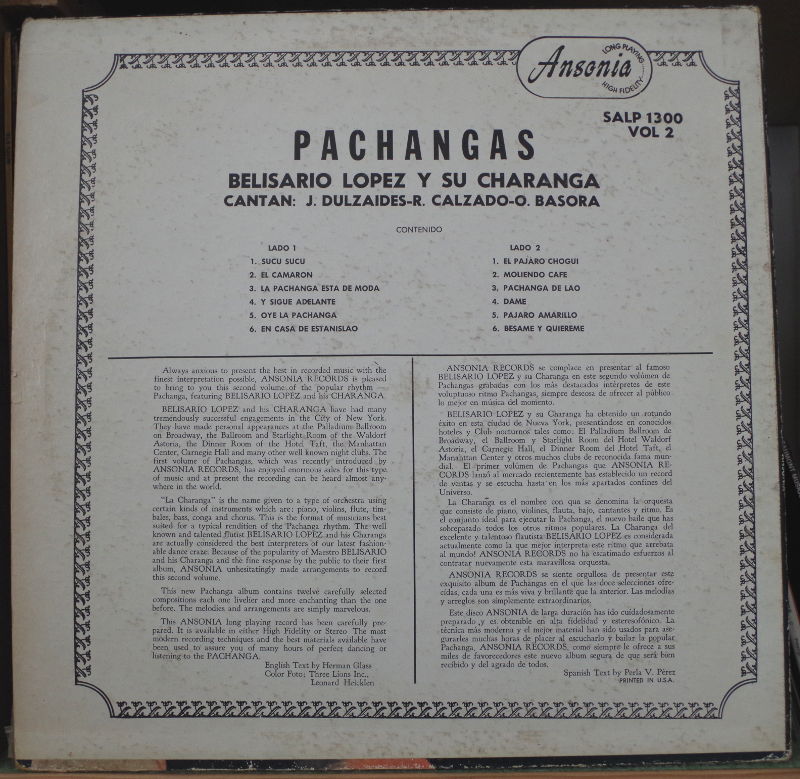 LONG PLAYING
Ansonia
HIGH FIDELITY
SALP 1300
VOL 2
PACHANGAS
BELISARIO LOPEZ Y SU CHARANGA
CANTAN: J. DULZAIDES-R. CALZADO-O. BASORA
CONTENIDO
LADO 1
1. SUCU SUCU
2. EL CAMARON
3. LA PACHANGA ESTA DE MODA
4. Y SIGUE ADELANTE
5. OYE LA PACHANGA
6. EN CASA DE ESTANISLAO
LADO 2
1. EL PAJARO CHOGUI
2. MOLIENDO CAFE
3. PACHANGA DE LAO
4. DAME
5. PAJARO AMARILLO
6. BESAME Y QUIEREME
Always anxious to present the best in recorded music with the
finest interpretation possible, ANSONIA RECORDS is pleased
to bring to you this second volume of the popular rhythm —
Pachanga, featuring BELISARIO LOPEZ and his CHARANGA.
BELISARIO LOPEZ and his CHARANGA have had many
tremendously successful engagements in the City of New York.
They have made personal appearances at the Palladium Ballroom
on Broadway, the Ballroom and Starlight Room of the Waldorf
Astoria, the Dinner Room of the Hotel Taft, the Manhattan
Center, Carnegie Hall and many other well known night clubs. The
first volume of Pachangas, which was recently introduced by
ANSONIA RECORDS, has enjoyed enormous sales for this type
of music and at present the recording can be heard almost any-
where in the world.
"La Charanga" is the name given to a type of orchestra using
certain kinds of instruments which are: piano, violins, flute, tim-
bales, bass, conga and chorus. This is the format of musicians best
suited for a typical rendition of the Pachanga rhythm. The well
known and talented flutist BELISARIO LOPEZ and his Charanga
are actually considered the best interpreters of our latest fashion-
able dance craze. Because of the popularity of Maestro BELISARIO
and his Charanga and the fine response by the public to their first
album, ANSONIA unhesitatingly made arrangements to record
this second volume.
This new Pachanga album contains twelve carefully selected
compositions each one livelier and more enchanting than the one
before. The melodies and arrangements are simply marvelous.
This ANSONIA long playing record has been carefully pre-
pared. It is available in either High Fidelity or Stereo. The most
modern recording techniques and the best materials available have
been used to assure you of many hours of perfect dancing or
listening to the PACHANGA.
English Text by Herman Glass
Color Foto: Three Lions Inc.,
Leonard Heicklen
ANSONIA RECORDS se complace en presentar al famoso
BELISARIO LOPEZ y su Charanga en este segundo volúmen de
Pachangas grabadas con los más destacados intérpretes de este
voluptuoso ritmo Pachangas, siempre deseosa de ofrecer al público
lo mejor en música del momento.
BELISARIO LOPEZ y su Charanga ha obtenido un rotundo
éxito en esta ciudad de Nueva York, presentándose en conocidos
hoteles y Club nocturnos tales como: El Palladium Ballroom de
Broadway, el Ballroom y Starlight Room del Hotel Waldorf
Astoria, el Carnegie Hall, el Dinner Room del Hotel Taft, el
Manhattan Center y otros muchos clubs de reconocida fama mun-
dial. El primer volumen de Pachangas que ANSONIA RE-
CORDS lanzó al mercado recientemente has establecido un record
de ventas y se escucha hasta en los más apartados confines del
Universo.
La Charanga es el nombre con que se denomina la orquesta
que consiste de piano, violines, flauta, bajo, cantantes y ritmo. Es
el conjunto ideal para ejecutar la Pachanga, el nuevo baile que has
sobrepasado todos los otros ritmos populares. La Charanga del
excelente y talentoso flautista BELISARIO LOPEZ es considerada
actualmente como la que mejor interpreta este ritmo que arrebata
al mundo! ANSONIA RECORDS no ha escatimado esfuerzos al
contratar nuevamente esta maravillosa orquesta.
ANSONIA RECORDS se siente orgullosa de presentar este
exquisito album de Pachangas en el que las doce selecciones ofre-
cidas, cada una es más viva y brillante que la anterior. Las melodías
y arreglos son simplemente extraordinarios.
Este disco ANSONIA de larga duración has ido cuidadosamente
preparado y es obtenible en alta fidelidad y estereosofónico. La
técnica más moderna y el mejor material han sido usados para ase-
gurarles muchas horas de placer al escucharlo y bailar la popular
Pachanga, ANSONIA RECORDS, como siempre le ofrece a sus
miles de favorecedores este nuevo album segura de que será bien
recibido y del agrado de todos.
Spanish Text by Perla V. Pérez
PRINTED IN U.S.A.